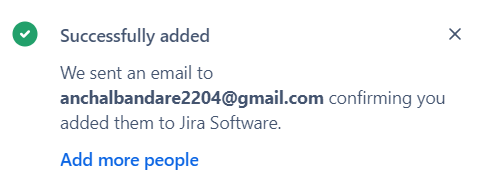 Successfully added
We sent an email to
anchalbandare2204@gmail.com confirming you
added them to Jira Software.
Add more people